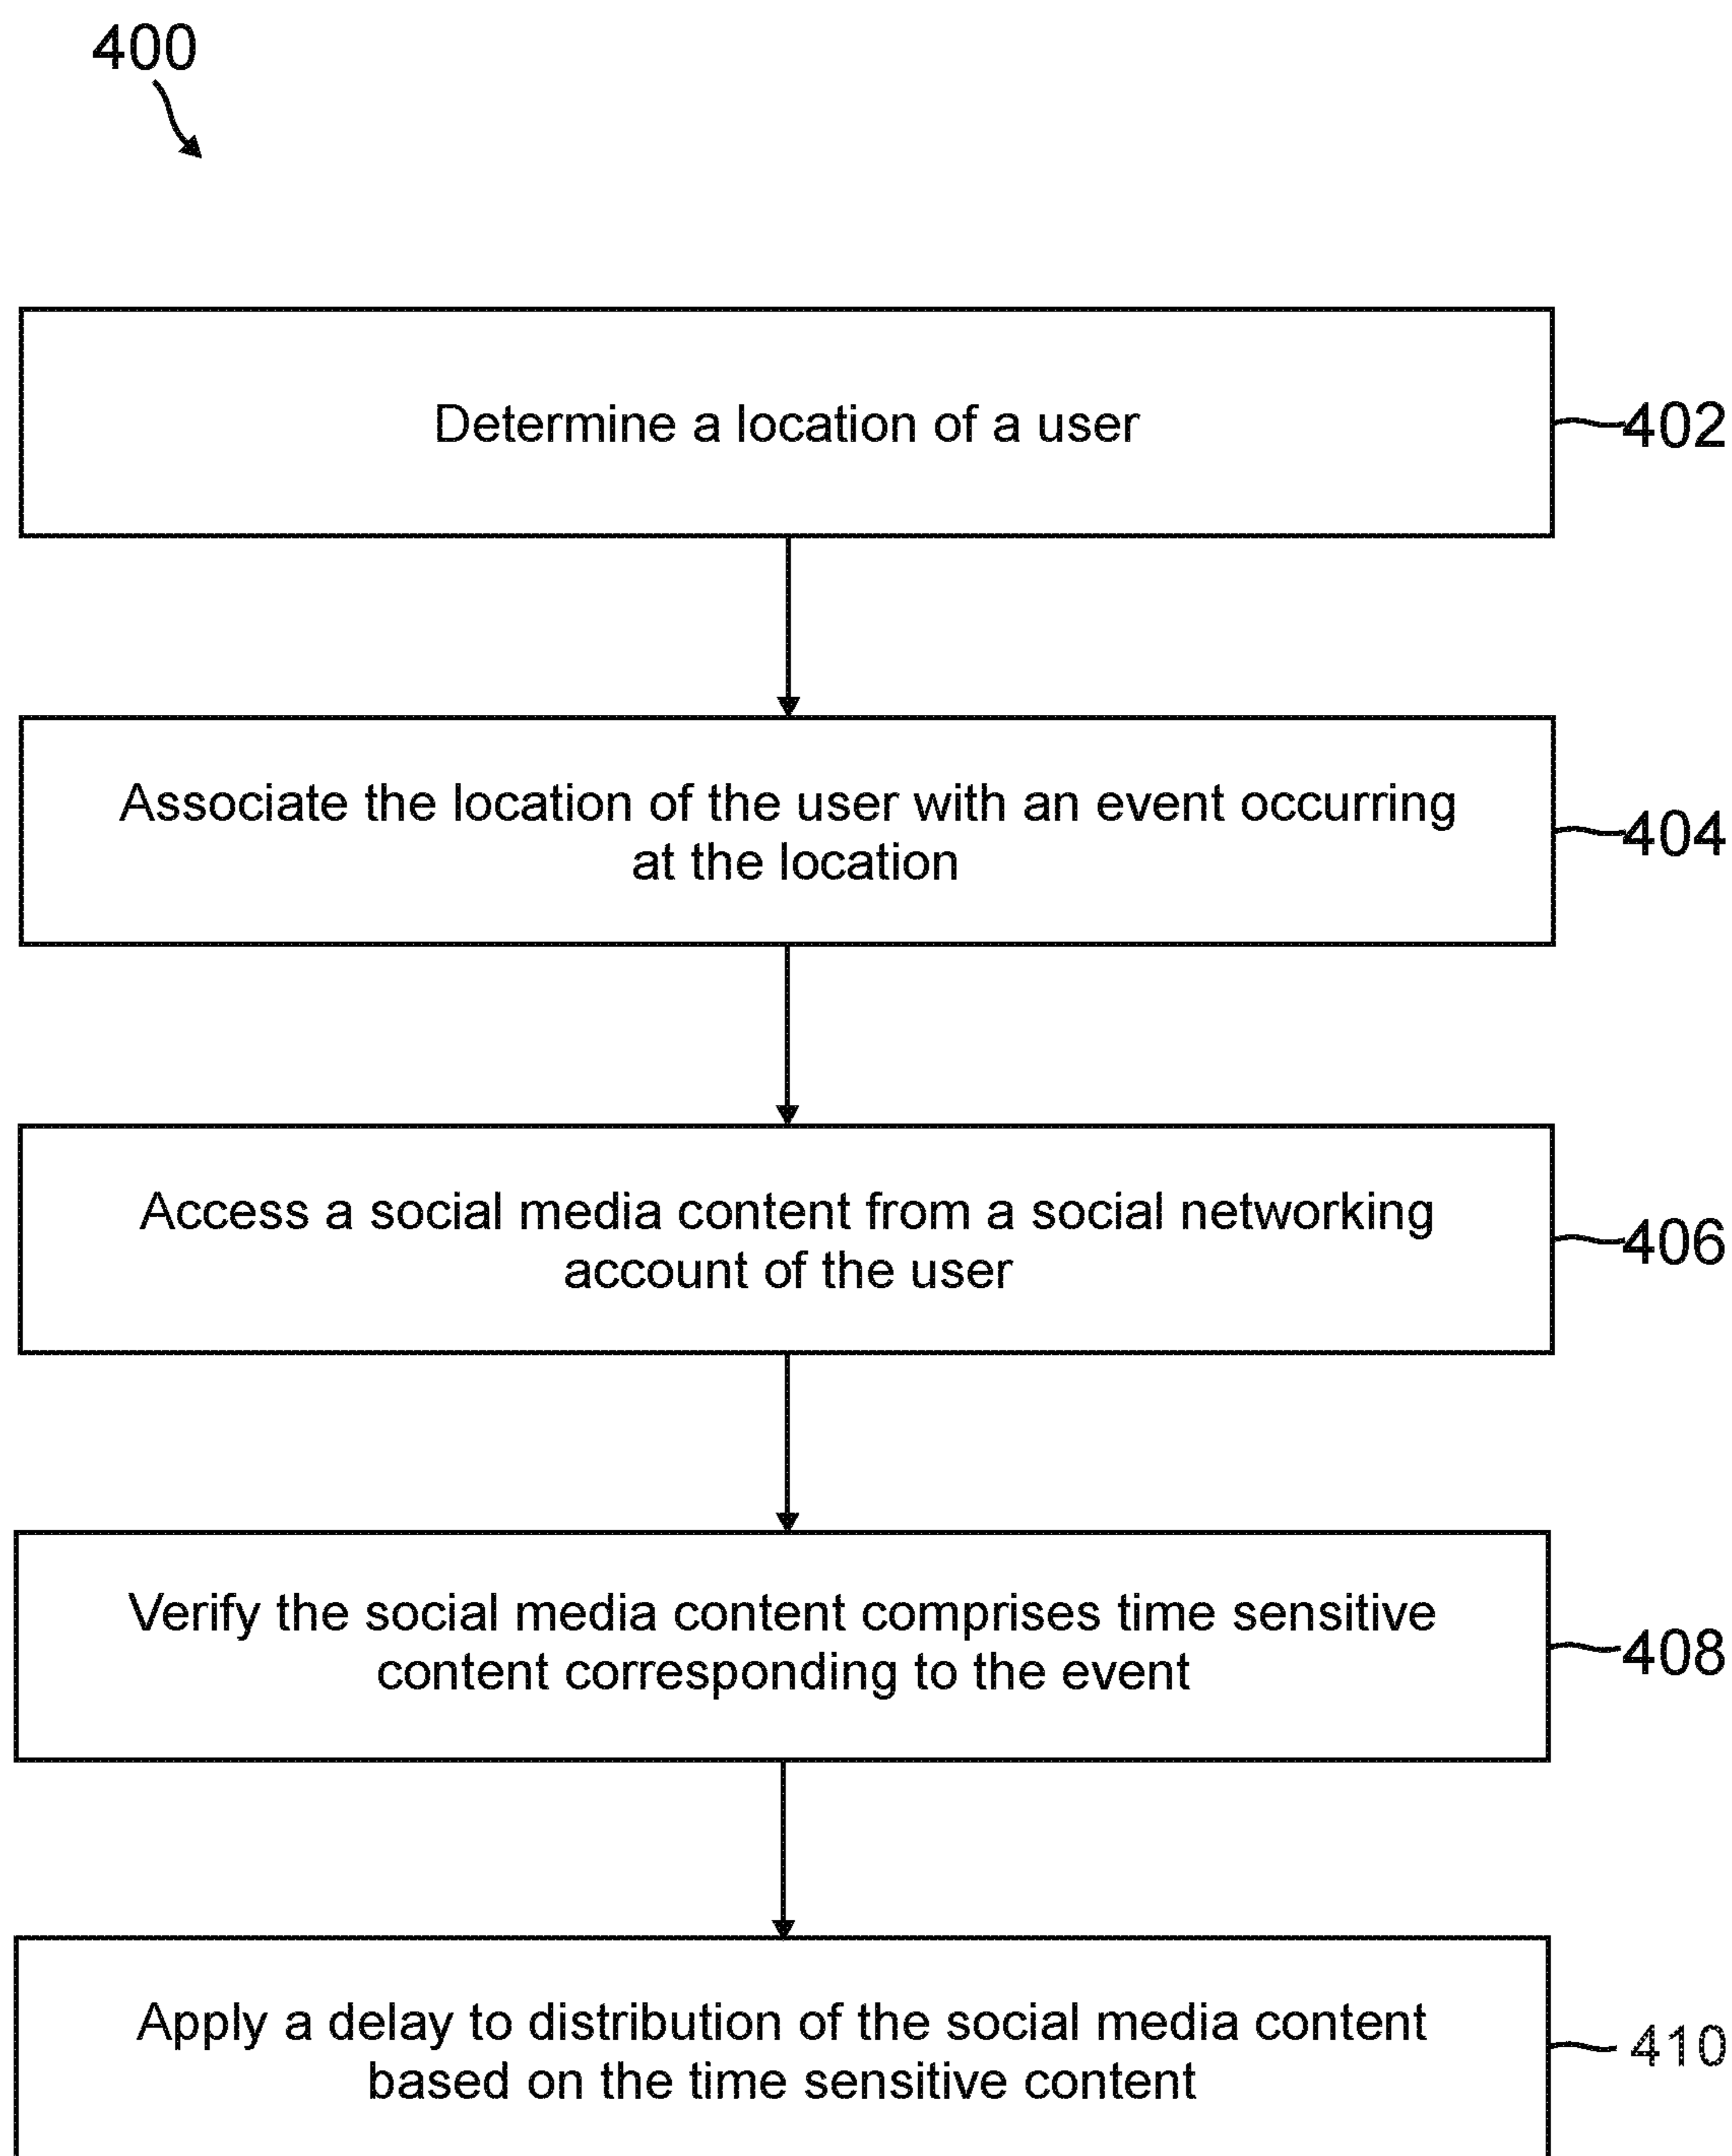 400
Determine a location of a user
402
Associate the location of the user with an event occurring
at the location
404
Access a social media content from a social networking
account of the user
406
Verify the social media content comprises time sensitive
content corresponding to the event
408
Apply a delay to distribution of the social media content
based on the time sensitive content
410